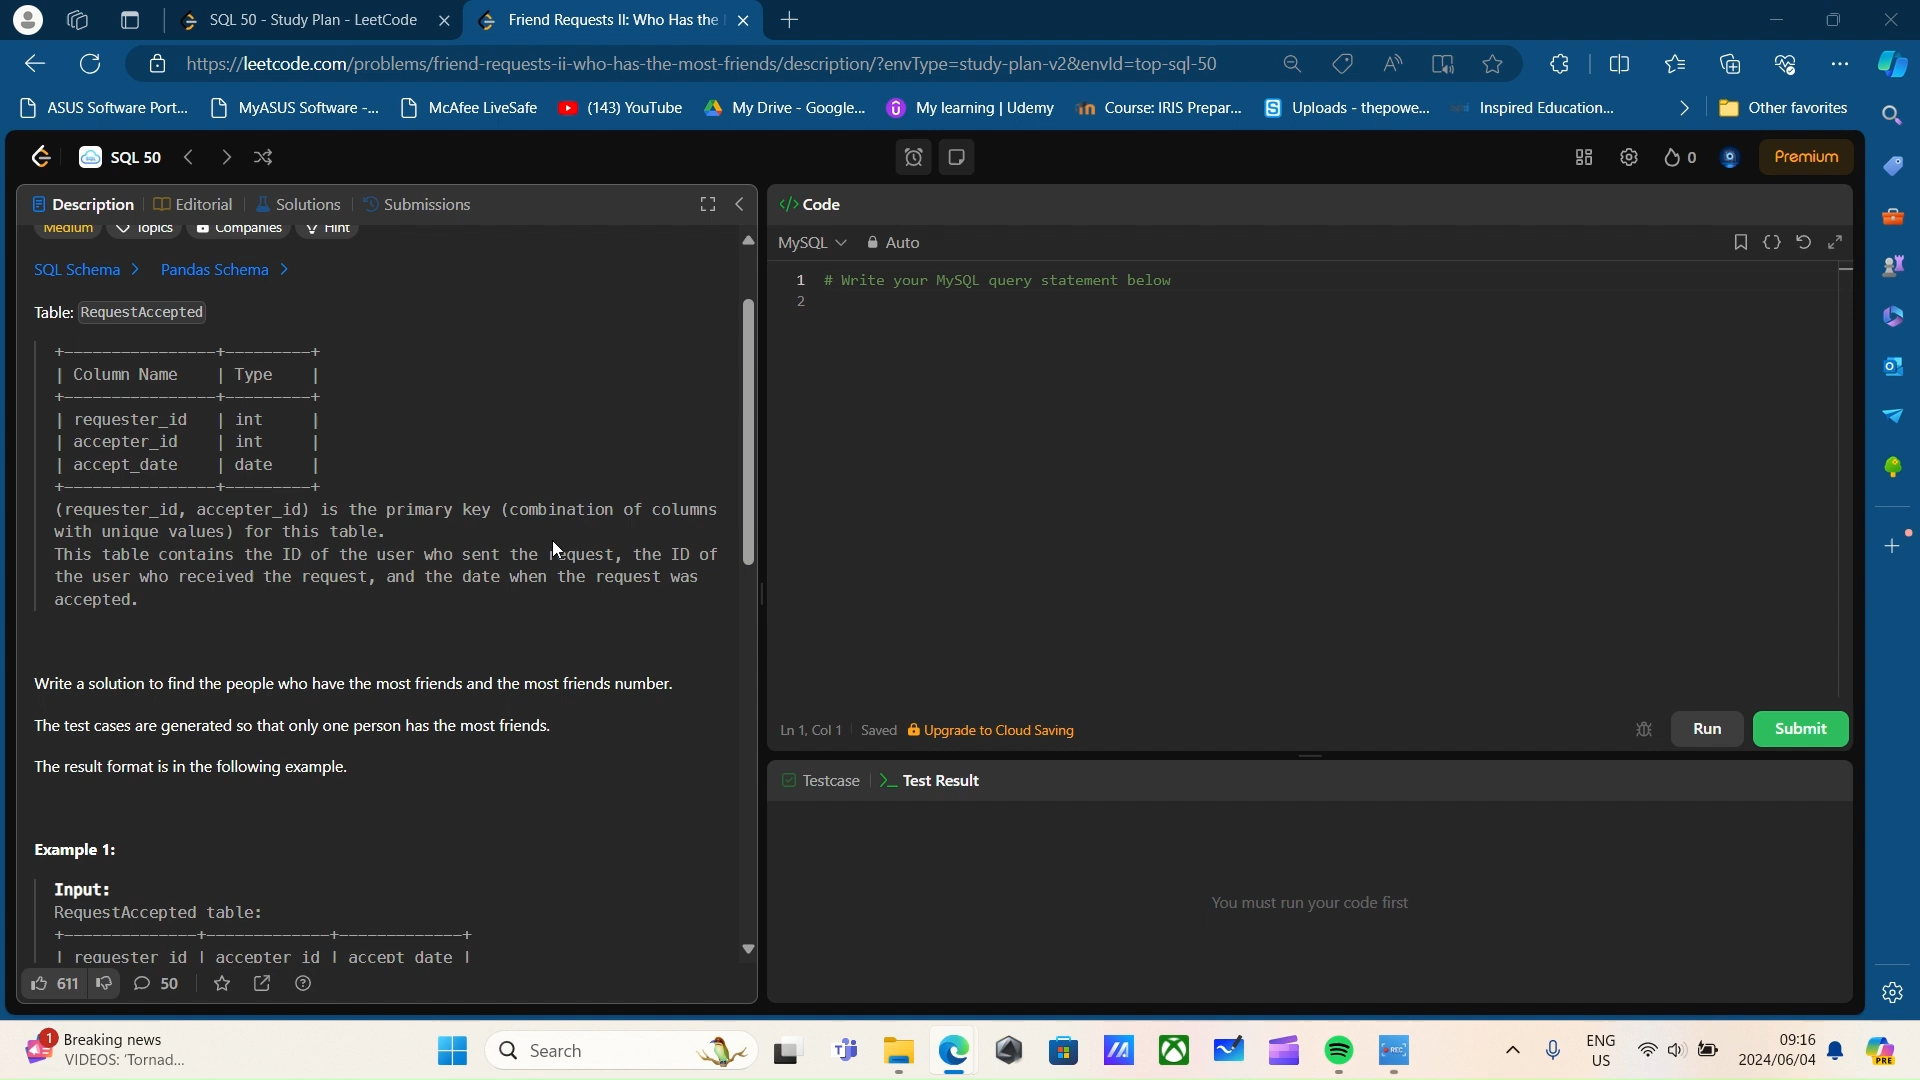 SQL 50 - Study Plan - LeetCode
Friend Requests II: Who Has the
https://leetcode.com/problems/friend-requests-ii-who-has-the-most-friends/description/?envType=study-plan-v2&envId=top-sql-50
ASUS Software Port... MyASUS Software -... McAfee LiveSafe (143) YouTube My Drive - Google... My learning | Udemy Course: IRIS Prepar... Uploads - thepowe... Inspired Education... Other favorites
SQL 50
0
Premium
Description Editorial Solutions Submissions
Medium Topics Companies Hint
SQL Schema > Pandas Schema >
Table: RequestAccepted
+----------------+---------+
| Column Name | Type |
+----------------+---------+
| requester_id | int |
| accepter_id | int |
| accept_date | date |
+----------------+---------+
(requester_id, accepter_id) is the primary key (combination of columns
with unique values) for this table.
This table contains the ID of the user who sent the request, the ID of
the user who received the request, and the date when the request was
accepted.
Write a solution to find the people who have the most friends and the most friends number.
The test cases are generated so that only one person has the most friends.
The result format is in the following example.
Example 1:
Input:
RequestAccepted table:
+--------------+-------------+-------------+
| requester_id | accepter_id | accept_date |
611 50
</> Code
MySQL Auto
1 # Write your MySQL query statement below
2
Ln 1, Col 1 Saved Upgrade to Cloud Saving
Run Submit
Testcase >_ Test Result
You must run your code first
1 Breaking news
VIDEOS: 'Tornad...
Search
REC
ENG
US
09:16
2024/06/04
PRE